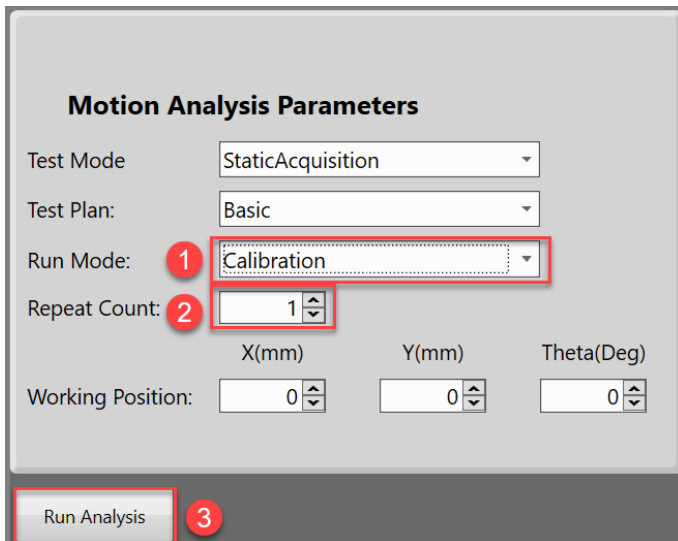 Motion Analysis Parameters
Test Mode StaticAcquisition
Test Plan: Basic
Run Mode: 1 Calibration
Repeat Count: 2 1
X(mm) Y(mm) Theta(Deg)
Working Position: 0 0 0
Run Analysis 3